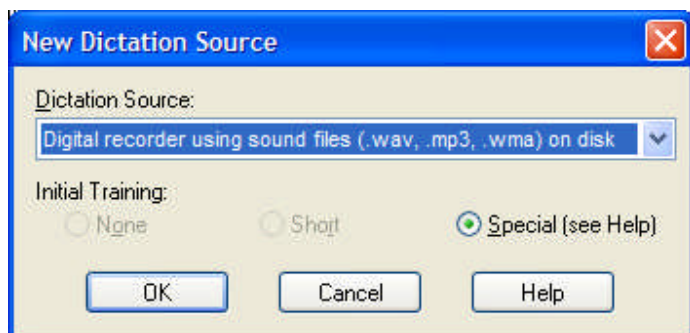 New Dictation Source
Dictation Source:
Digital recorder using sound files (.wav, .mp3, .wma) on disk
Initial Training:
None Short Special (see Help)
OK Cancel Help